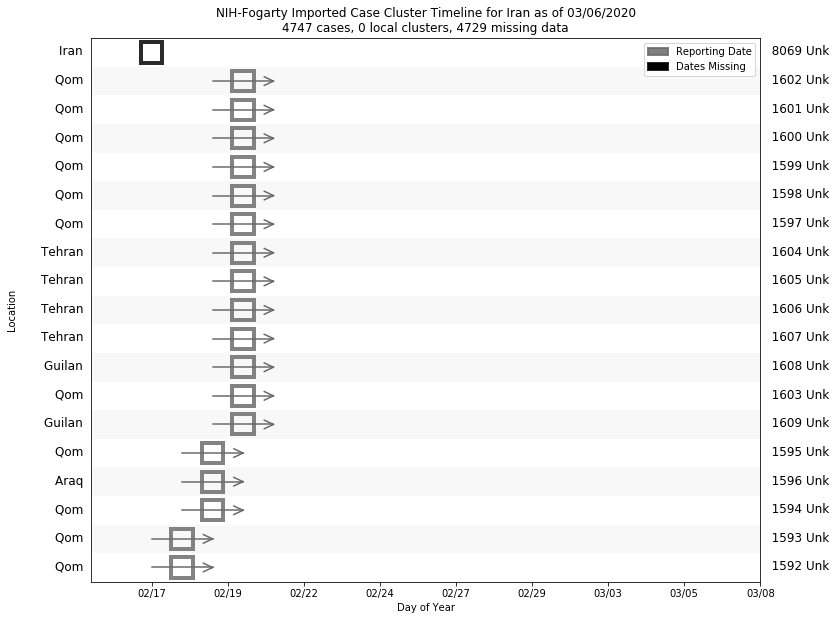 NIH-Fogarty Imported Case Cluster Timeline for Iran as of 03/06/2020
4747 cases, 0 local clusters, 4729 missing data
Reporting Date
Dates Missing
Location
Iran 8069 Unk
Qom 1602 Unk
Qom 1601 Unk
Qom 1600 Unk
Qom 1599 Unk
Qom 1598 Unk
Qom 1597 Unk
Tehran 1604 Unk
Tehran 1605 Unk
Tehran 1606 Unk
Tehran 1607 Unk
Guilan 1608 Unk
Qom 1603 Unk
Guilan 1609 Unk
Qom 1595 Unk
Araq 1596 Unk
Qom 1594 Unk
Qom 1593 Unk
Qom 1592 Unk
02/17 02/19 02/22 02/24 02/27 02/29 03/03 03/05 03/08
Day of Year